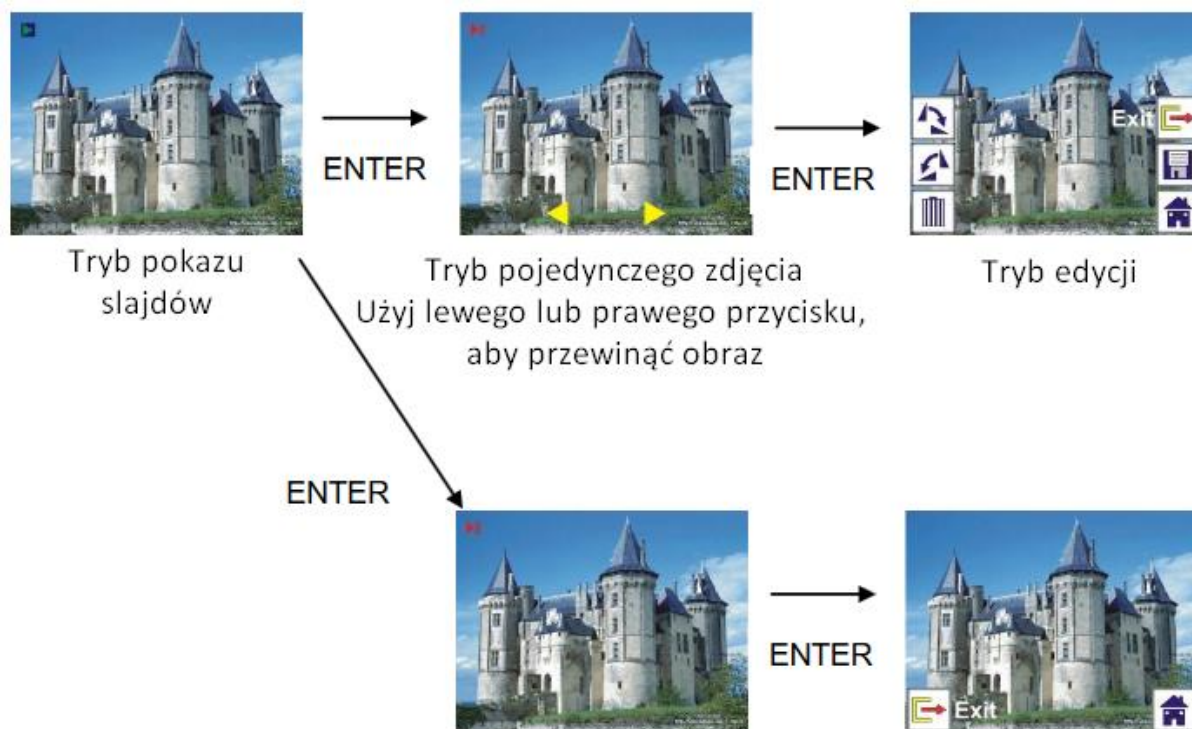 ENTER
ENTER
Exit
Tryb pokazu
slajdów
Tryb pojedynczego zdjęcia
Użyj lewego lub prawego przycisku,
aby przewinąć obraz
Tryb edycji
ENTER
ENTER
Exit